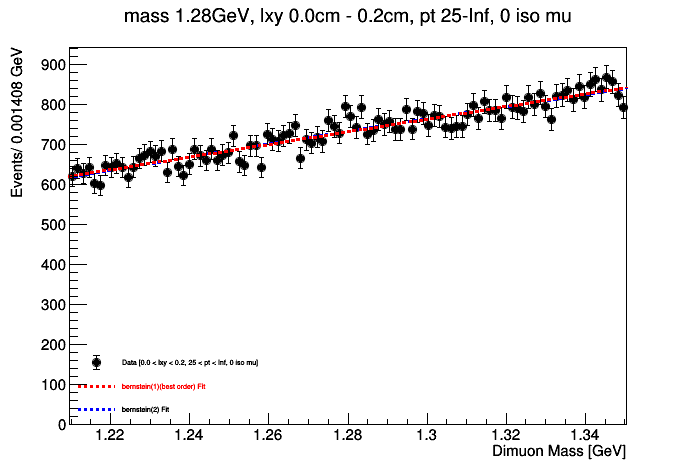 mass 1.28GeV, lxy 0.0cm - 0.2cm, pt 25-Inf, 0 iso mu
Events/ 0.001408 GeV
900
800
700
600
500
400
300
200
100
0
Data [0.0 < lxy < 0.2, 25 < pt < Inf, 0 iso mu]
bernstein(1)(best order) Fit
bernstein(2) Fit
1.22 1.24 1.26 1.28 1.3 1.32 1.34
Dimuon Mass [GeV]